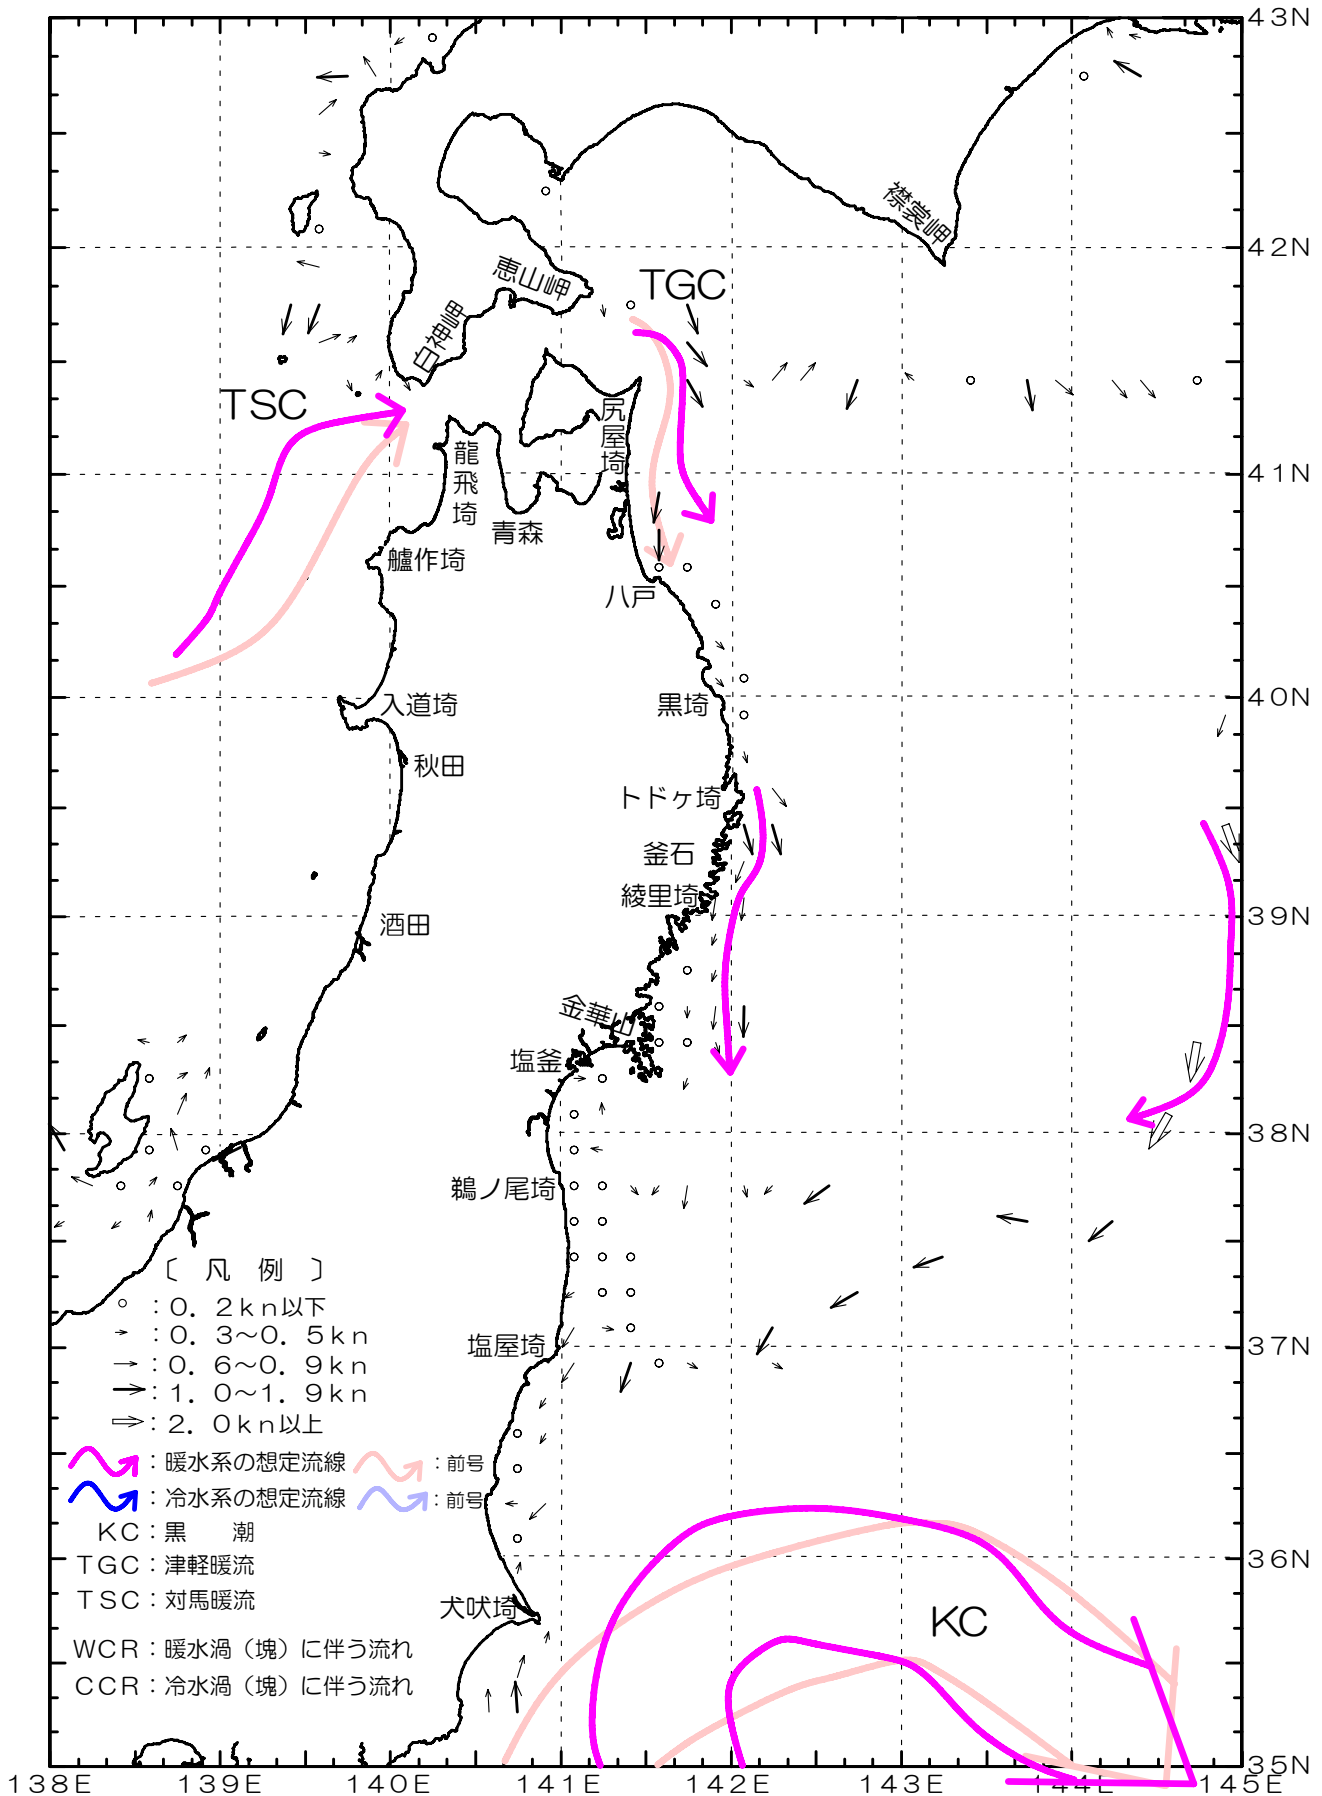 43N
襟裳岬
42N
恵山岬
TGC
白神岬
TSC
尻屋埼
龍飛埼
41N
青森
艫作埼
八戸
入道埼
黒埼
40N
秋田
トドヶ埼
釜石
綾里埼
酒田
39N
金華山
塩釜
38N
鵜ノ尾埼
〔 凡 例 〕
：0．2kn以下
：0．3～0．5kn
塩屋埼
37N
：0．6～0．9kn
：1．0～1．9kn
：2．0kn以上
：暖水系の想定流線 ：前号
：冷水系の想定流線 ：前号
KC：黒 潮
TGC：津軽暖流
36N
TSC：対馬暖流
犬吠埼
KC
WCR：暖水渦（塊）に伴う流れ
CCR：冷水渦（塊）に伴う流れ
35N
138E 139E 140E 141E 142E 143E 144E 145E